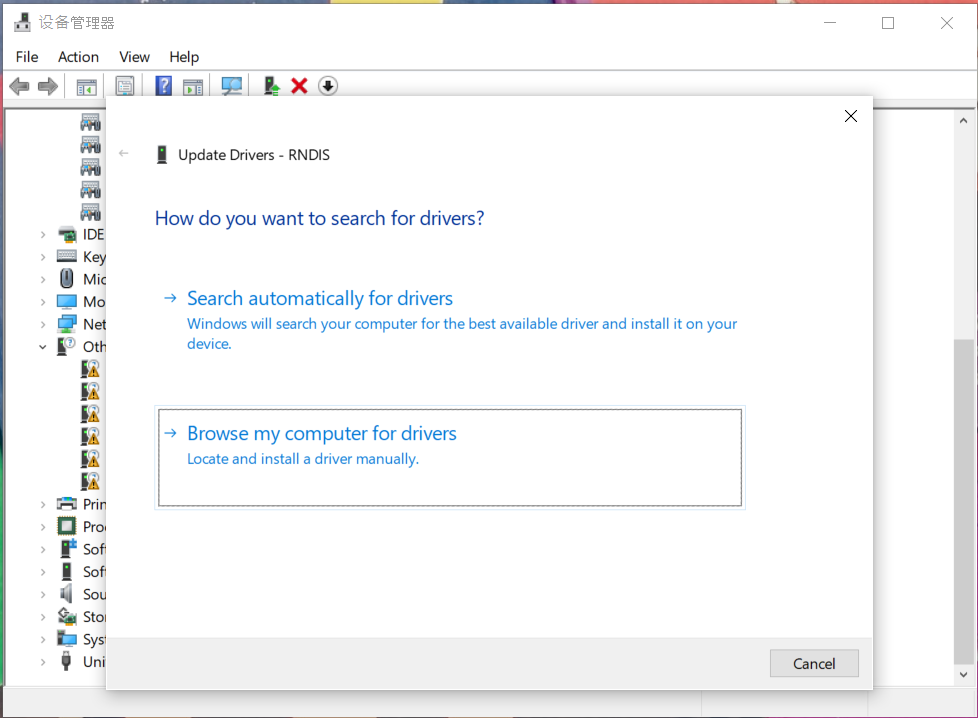 设备管理器
File Action View Help
Update Drivers - RNDIS
How do you want to search for drivers?
Search automatically for drivers
Windows will search your computer for the best available driver and install it on your
device.
Browse my computer for drivers
Locate and install a driver manually.
IDE
Key
Mic
Mo
Net
Oth
Prin
Proc
Soft
Soft
Sou
Stor
Syst
Uni
Cancel